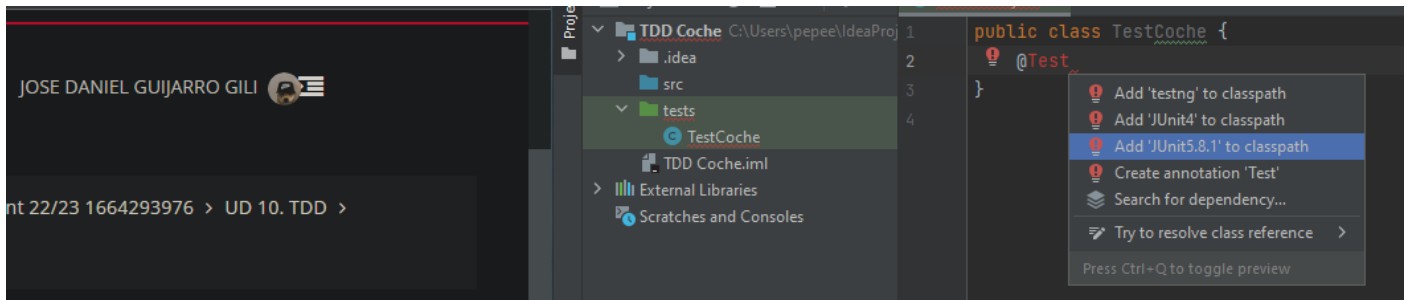 JOSE DANIEL GUIJARRO GILI
nt 22/23 1664293976 > UD 10. TDD >
Proje
TDD Coche C:\Users\pepee\IdeaProj
.idea
src
tests
TestCoche
TDD Coche.iml
External Libraries
Scratches and Consoles
1 public class TestCoche {
2 @Test
3 }
4
Add 'testng' to classpath
Add 'JUnit4' to classpath
Add 'JUnit5.8.1' to classpath
Create annotation 'Test'
Search for dependency...
Try to resolve class reference
Press Ctrl+Q to toggle preview